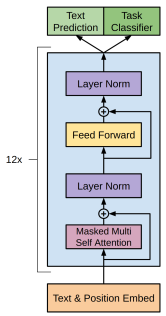 Text
Prediction
Task
Classifier
Layer Norm
Feed Forward
12x
Layer Norm
Masked Multi
Self Attention
Text & Position Embed